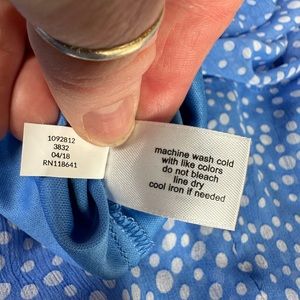 1092812
3832
04/18
RN118641
machine wash cold
with like colors
do not bleach
line dry
cool iron if needed